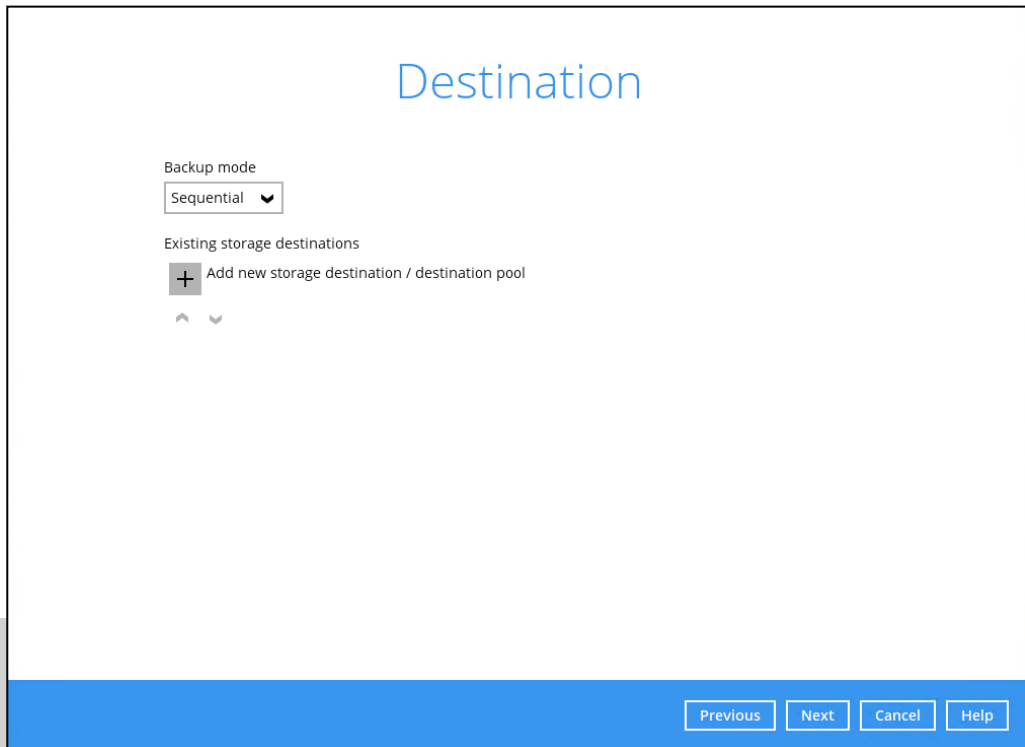 Destination
Backup mode
Sequential
Existing storage destinations
Add new storage destination / destination pool
Previous Next Cancel Help